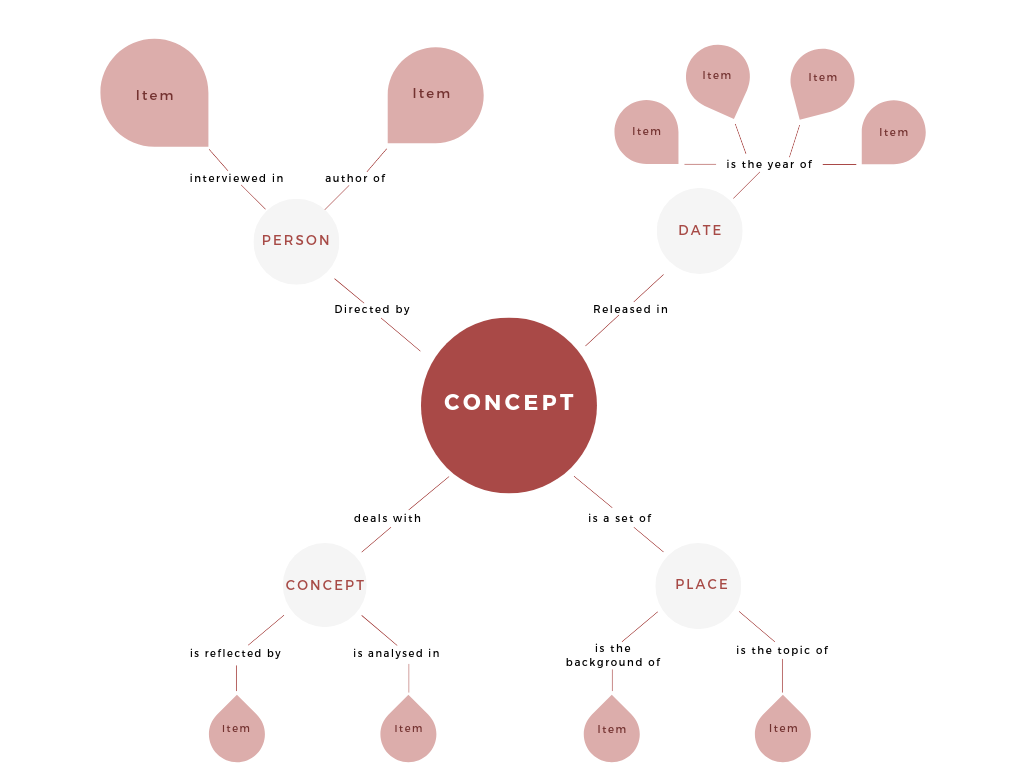 Item
Item
Item
Item
Item
Item
is the year of
interviewed in
author of
PERSON
DATE
Directed by
Released in
CONCEPT
deals with
is a set of
CONCEPT
PLACE
is reflected by
is analysed in
is the
background of
is the topic of
Item
Item
Item
Item